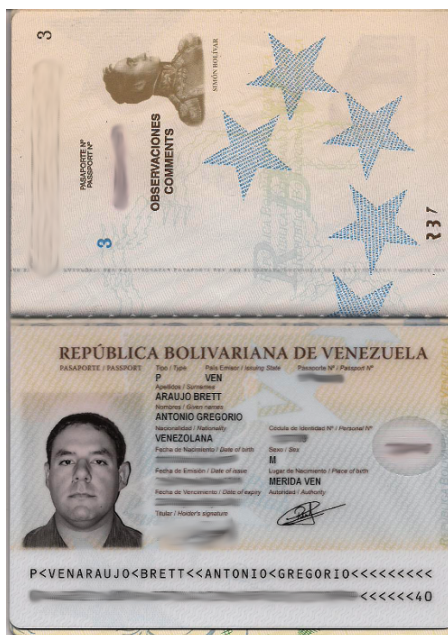 3
SIMÓN BOLÍVAR
PASAPORTE Nº
PASSPORT Nº
OBSERVACIONES
COMMENTS
3
REPÚBLICA BOLIVARIANA DE VENEZUELA
PASAPORTE / PASSPORT
Tipo / Type País Emisor / Issuing State Pasaporte Nº / Passport Nº
P VEN
Apellidos / Surnames
ARAUJO BRETT
Nombres / Given names
ANTONIO GREGORIO
Nacionalidad / Nationality Cédula de Identidad Nº / Personal Nº
VENEZOLANA
Fecha de Nacimiento / Date of birth Sexo / Sex
M
Fecha de Emisión / Date of issue Lugar de Nacimiento / Place of birth
MERIDA VEN
Fecha de Vencimiento / Date of expiry Autoridad / Authority
Titular / Holder's signature
P<VENARAUJO<BRETT<<ANTONIO<GREGORIO<<<<<<<<<
<<<<<<40